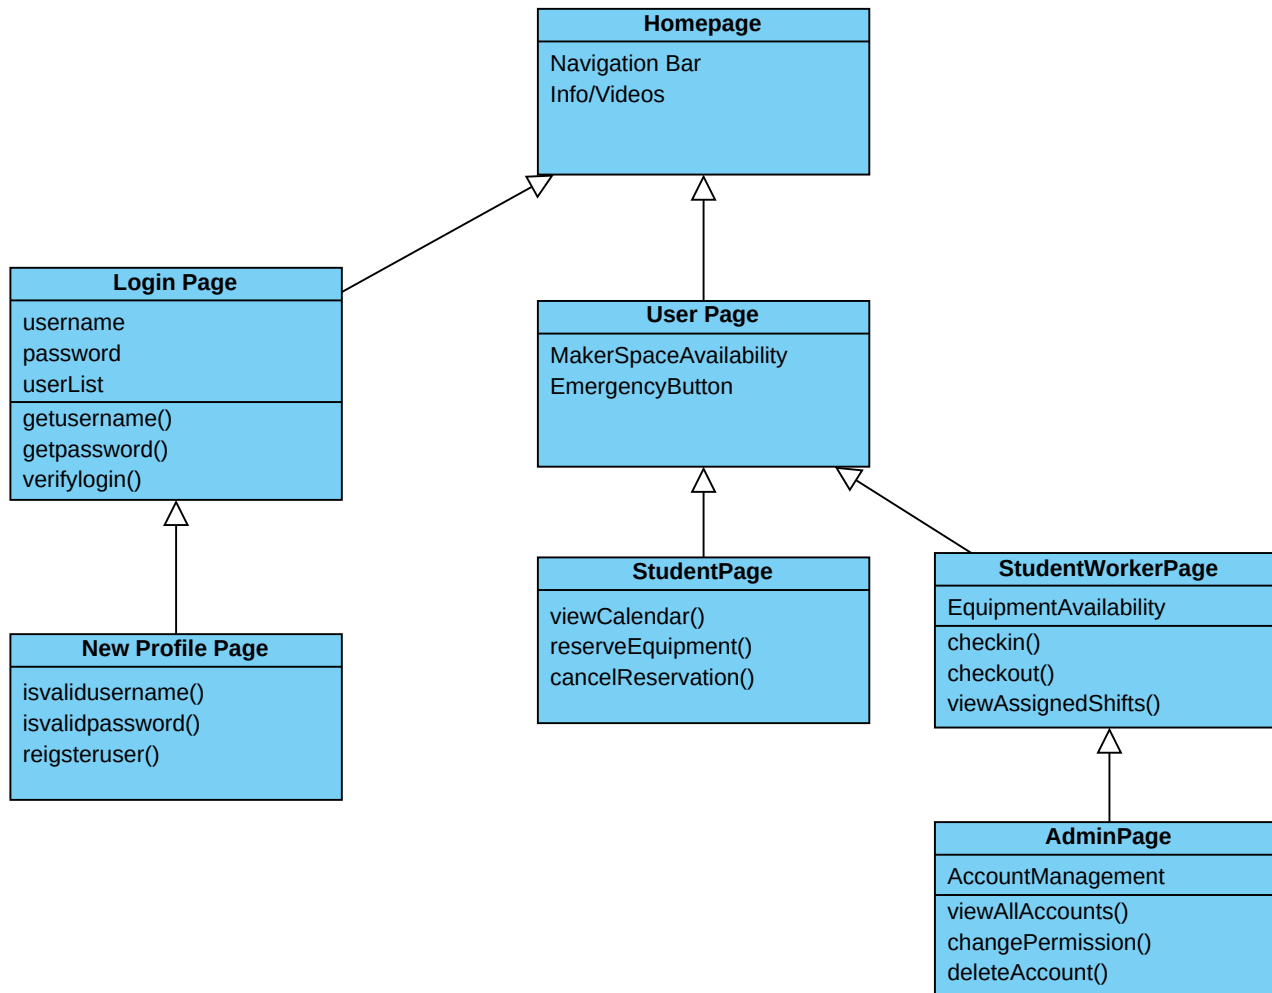 Homepage
Navigation Bar
Info/Videos
Login Page
username
password
userList
getusername()
getpassword()
verifylogin()
User Page
MakerSpaceAvailability
EmergencyButton
StudentPage
viewCalendar()
reserveEquipment()
cancelReservation()
StudentWorkerPage
EquipmentAvailability
checkin()
checkout()
viewAssignedShifts()
New Profile Page
isvalidusername()
isvalidpassword()
reigsteruser()
AdminPage
AccountManagement
viewAllAccounts()
changePermission()
deleteAccount()